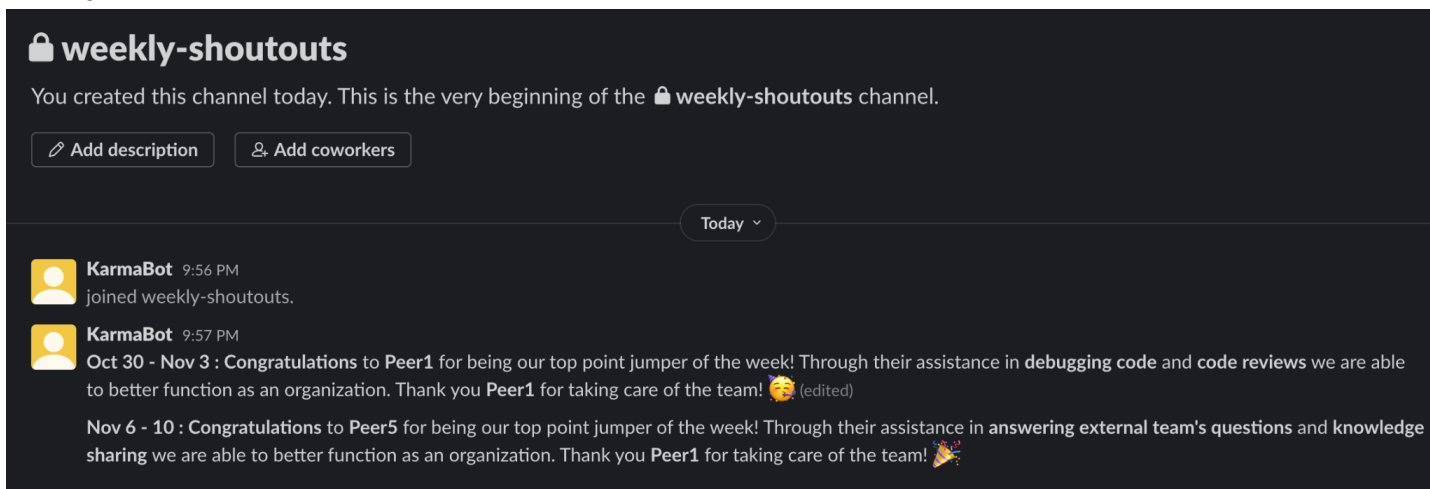 weekly-shoutouts
You created this channel today. This is the very beginning of the weekly-shoutouts channel.
Add description Add coworkers
Today
KarmaBot 9:56 PM
joined weekly-shoutouts.
KarmaBot 9:57 PM
Oct 30 - Nov 3 : Congratulations to Peer1 for being our top point jumper of the week! Through their assistance in debugging code and code reviews we are able
to better function as an organization. Thank you Peer1 for taking care of the team! 🥳 (edited)
Nov 6 - 10 : Congratulations to Peer5 for being our top point jumper of the week! Through their assistance in answering external team's questions and knowledge
sharing we are able to better function as an organization. Thank you Peer1 for taking care of the team! 🎉